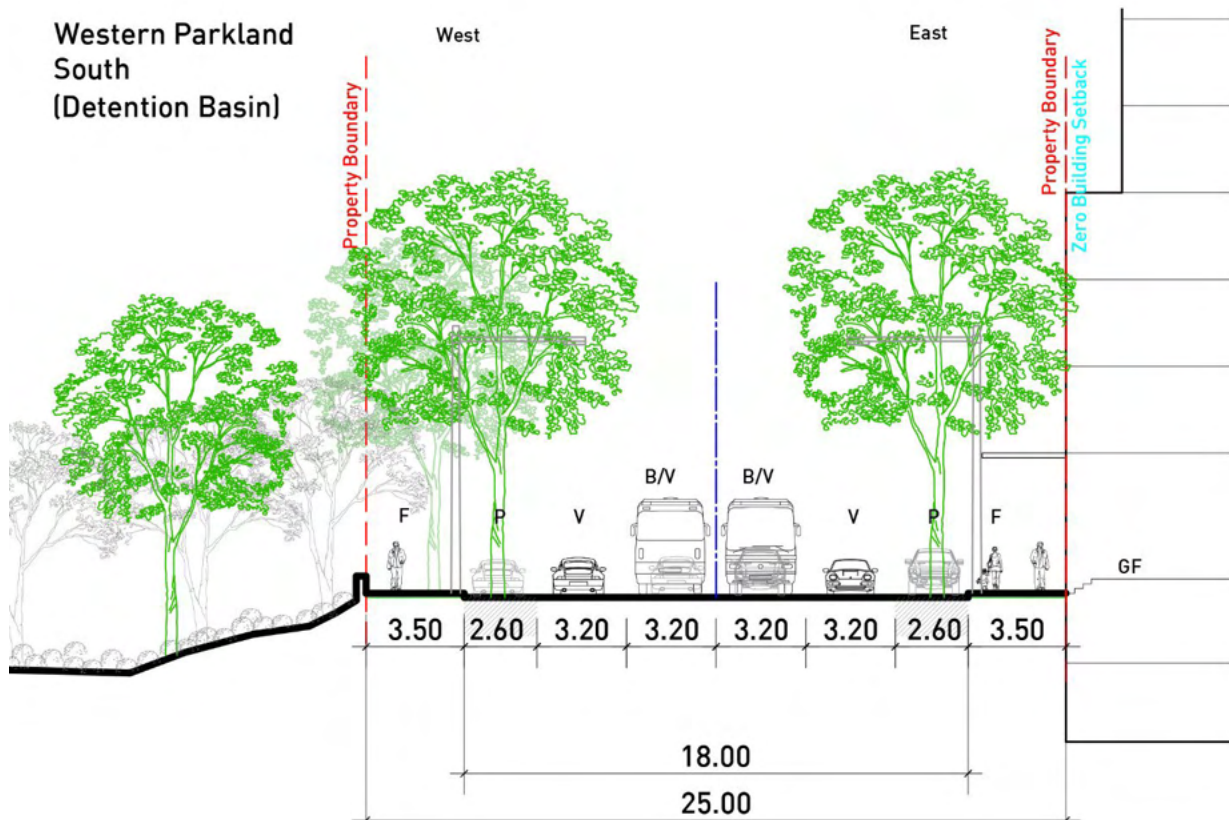 Western Parkland
South
(Detention Basin)
West
East
Property Boundary
Property Boundary
Zero Building Setback
B/V
B/V
F
P
V
V
P
F
GF
3.50
2.60
3.20
3.20
3.20
3.20
2.60
3.50
18.00
25.00